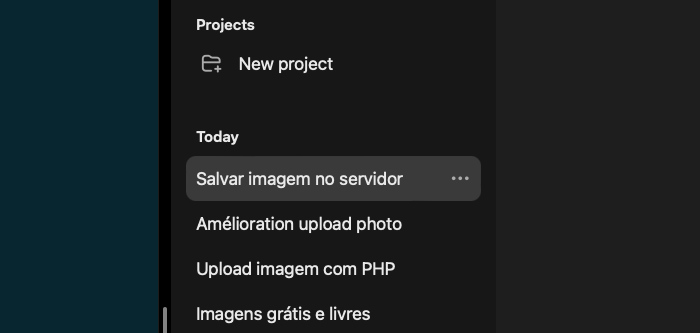 Projects
New project
Today
Salvar imagem no servidor
Amélioration upload photo
Upload imagem com PHP
Imagens grátis e livres